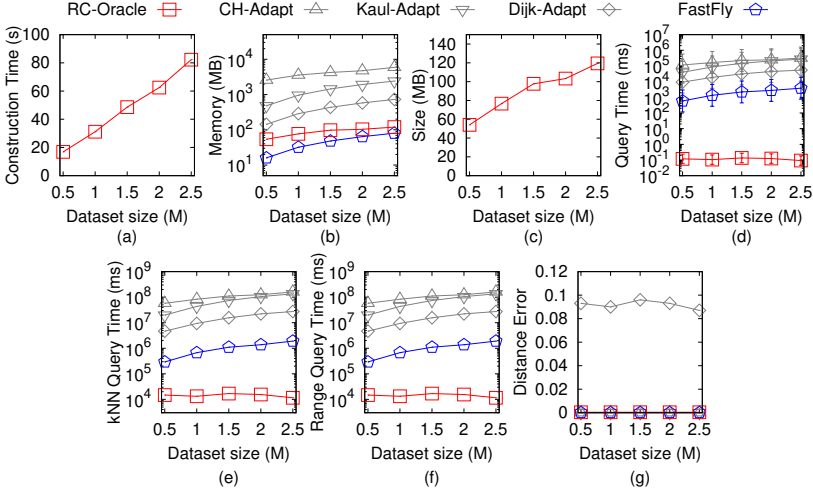 RC-Oracle CH-Adapt Kaul-Adapt Dijk-Adapt FastFly
Construction Time (s)
100
80
60
40
20
0
0.5 1 1.5 2 2.5
Dataset size (M)
(a)
Memory (MB)
10^4
10^3
10^2
10^1
0.5 1 1.5 2 2.5
Dataset size (M)
(b)
Size (MB)
140
120
100
80
60
40
20
0
0.5 1 1.5 2 2.5
Dataset size (M)
(c)
Query Time (ms)
10^7
10^6
10^5
10^4
10^3
10^2
10^1
10^0
10^-1
10^-2
0.5 1 1.5 2 2.5
Dataset size (M)
(d)
kNN Query Time (ms)
10^9
10^8
10^7
10^6
10^5
10^4
0.5 1 1.5 2 2.5
Dataset size (M)
(e)
Range Query Time (ms)
10^9
10^8
10^7
10^6
10^5
10^4
0.5 1 1.5 2 2.5
Dataset size (M)
(f)
Distance Error
0.12
0.1
0.08
0.06
0.04
0.02
0
0.5 1 1.5 2 2.5
Dataset size (M)
(g)